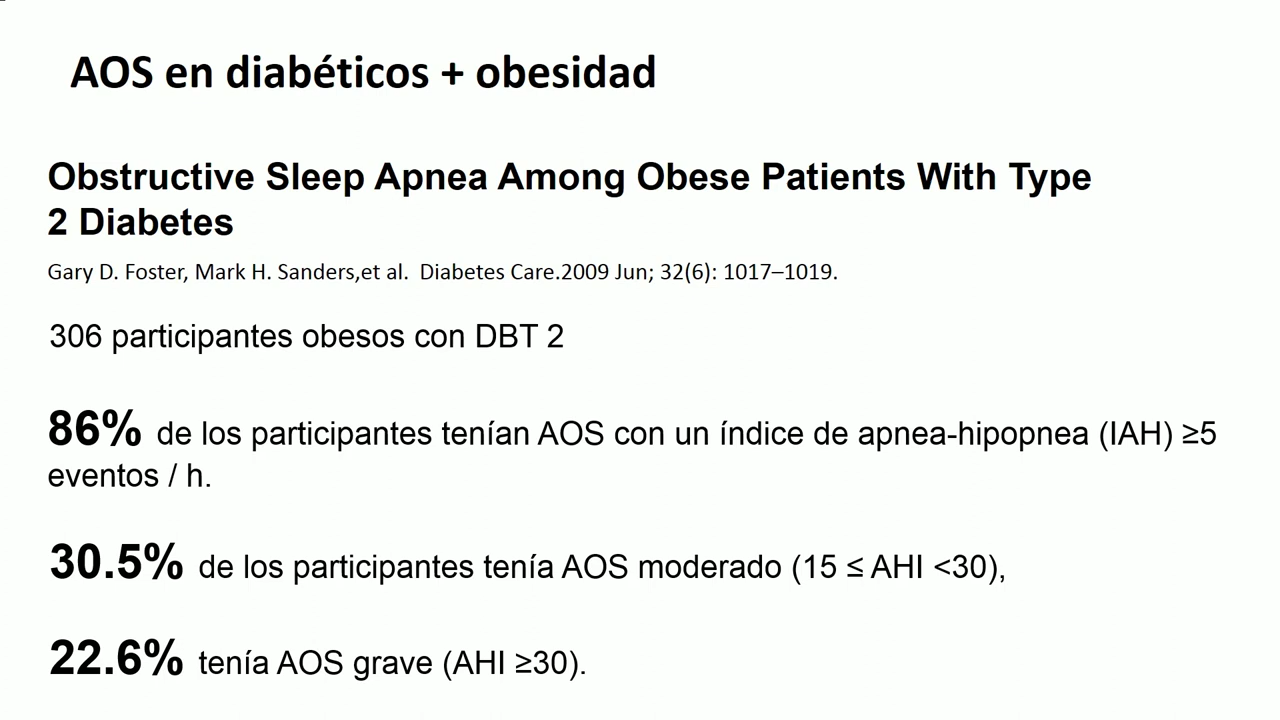 AOS en diabéticos + obesidad
Obstructive Sleep Apnea Among Obese Patients With Type
2 Diabetes
Gary D. Foster, Mark H. Sanders,et al.  Diabetes Care.2009 Jun; 32(6): 1017–1019.
306 participantes obesos con DBT 2
86% de los participantes tenían AOS con un índice de apnea-hipopnea (IAH) ≥5
eventos / h.
30.5% de los participantes tenía AOS moderado (15 ≤ AHI <30),
22.6% tenía AOS grave (AHI ≥30).